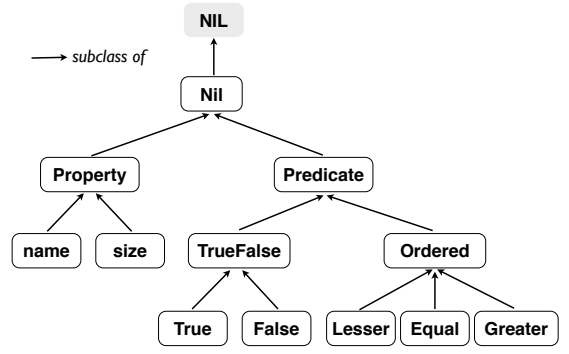 NIL
subclass of
Nil
Property
Predicate
name
size
TrueFalse
Ordered
True
False
Lesser
Equal
Greater